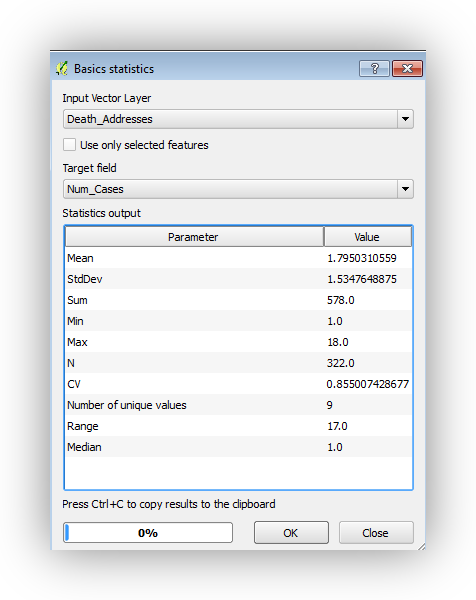 Basics statistics
Input Vector Layer
Death_Addresses
Use only selected features
Target field
Num_Cases
Statistics output
Parameter Value
Mean 1.7950310559
StdDev 1.5347648875
Sum 578.0
Min 1.0
Max 18.0
N 322.0
CV 0.855007428677
Number of unique values 9
Range 17.0
Median 1.0
Press Ctrl+C to copy results to the clipboard
0% OK Close